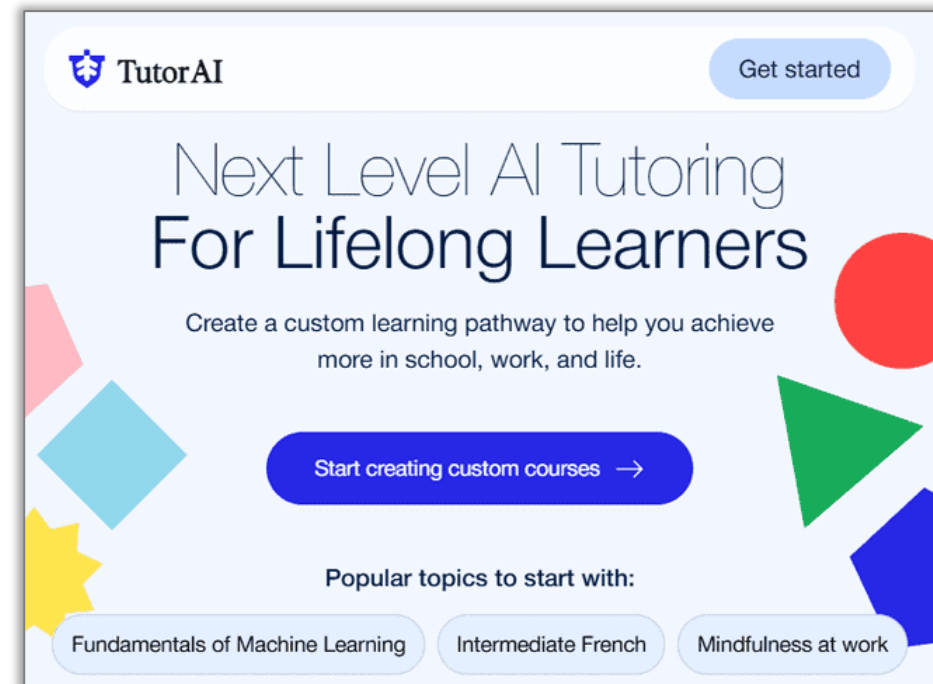 TutorAI
Get started
Next Level AI Tutoring
For Lifelong Learners
Create a custom learning pathway to help you achieve
more in school, work, and life.
Start creating custom courses →
Popular topics to start with:
Fundamentals of Machine Learning
Intermediate French
Mindfulness at work